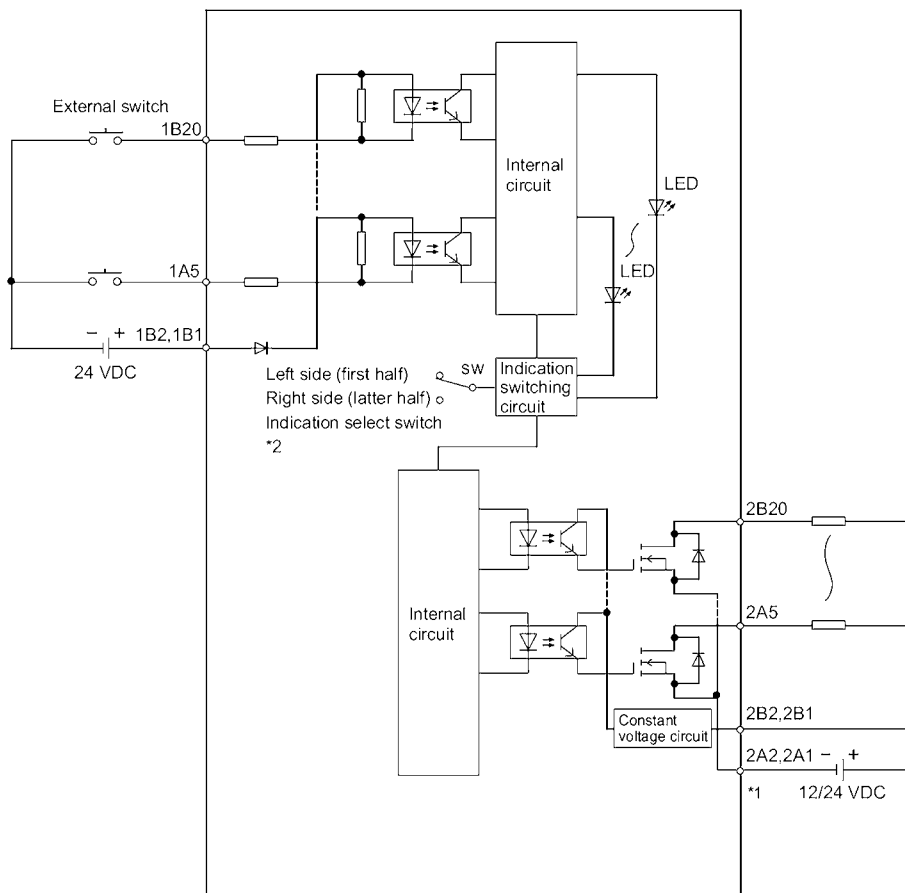 External switch
1B20
Internal
circuit
LED
1A5
LED
1B2,1B1
− +
24 VDC
Left side (first half)
SW
Right side (latter half)
Indication select switch
*2
Indication
switching
circuit
2B20
Internal
circuit
2A5
Constant
voltage circuit
2B2,2B1
2A2,2A1
− +
*1
12/24 VDC